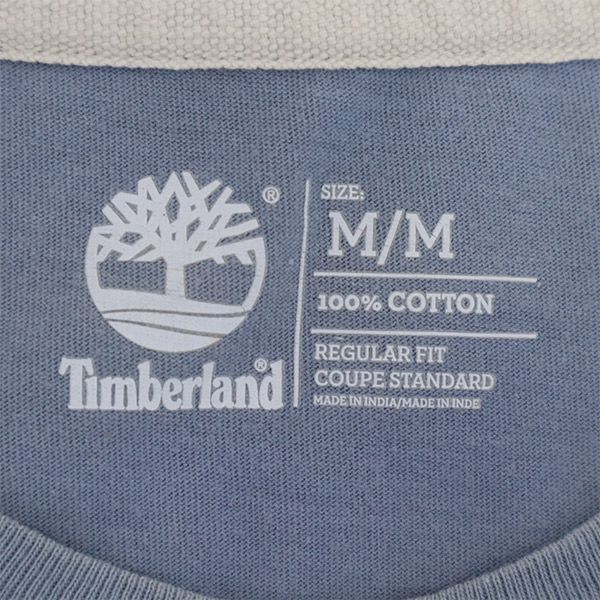 Timberland®
®
SIZE:
M/M
100% COTTON
REGULAR FIT
COUPE STANDARD
MADE IN INDIA/MADE IN INDE